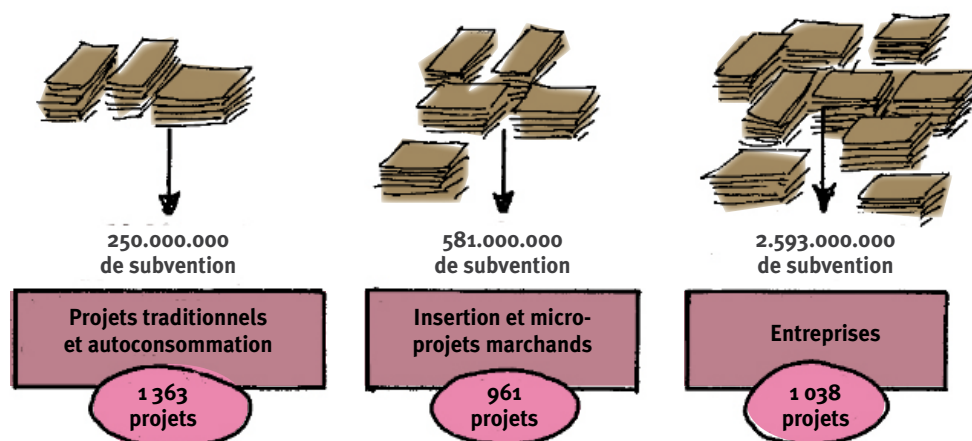 250.000.000
de subvention
581.000.000
de subvention
2.593.000.000
de subvention
Projets traditionnels
et autoconsommation
Insertion et micro-
projets marchands
Entreprises
1 363
projets
961
projets
1 038
projets